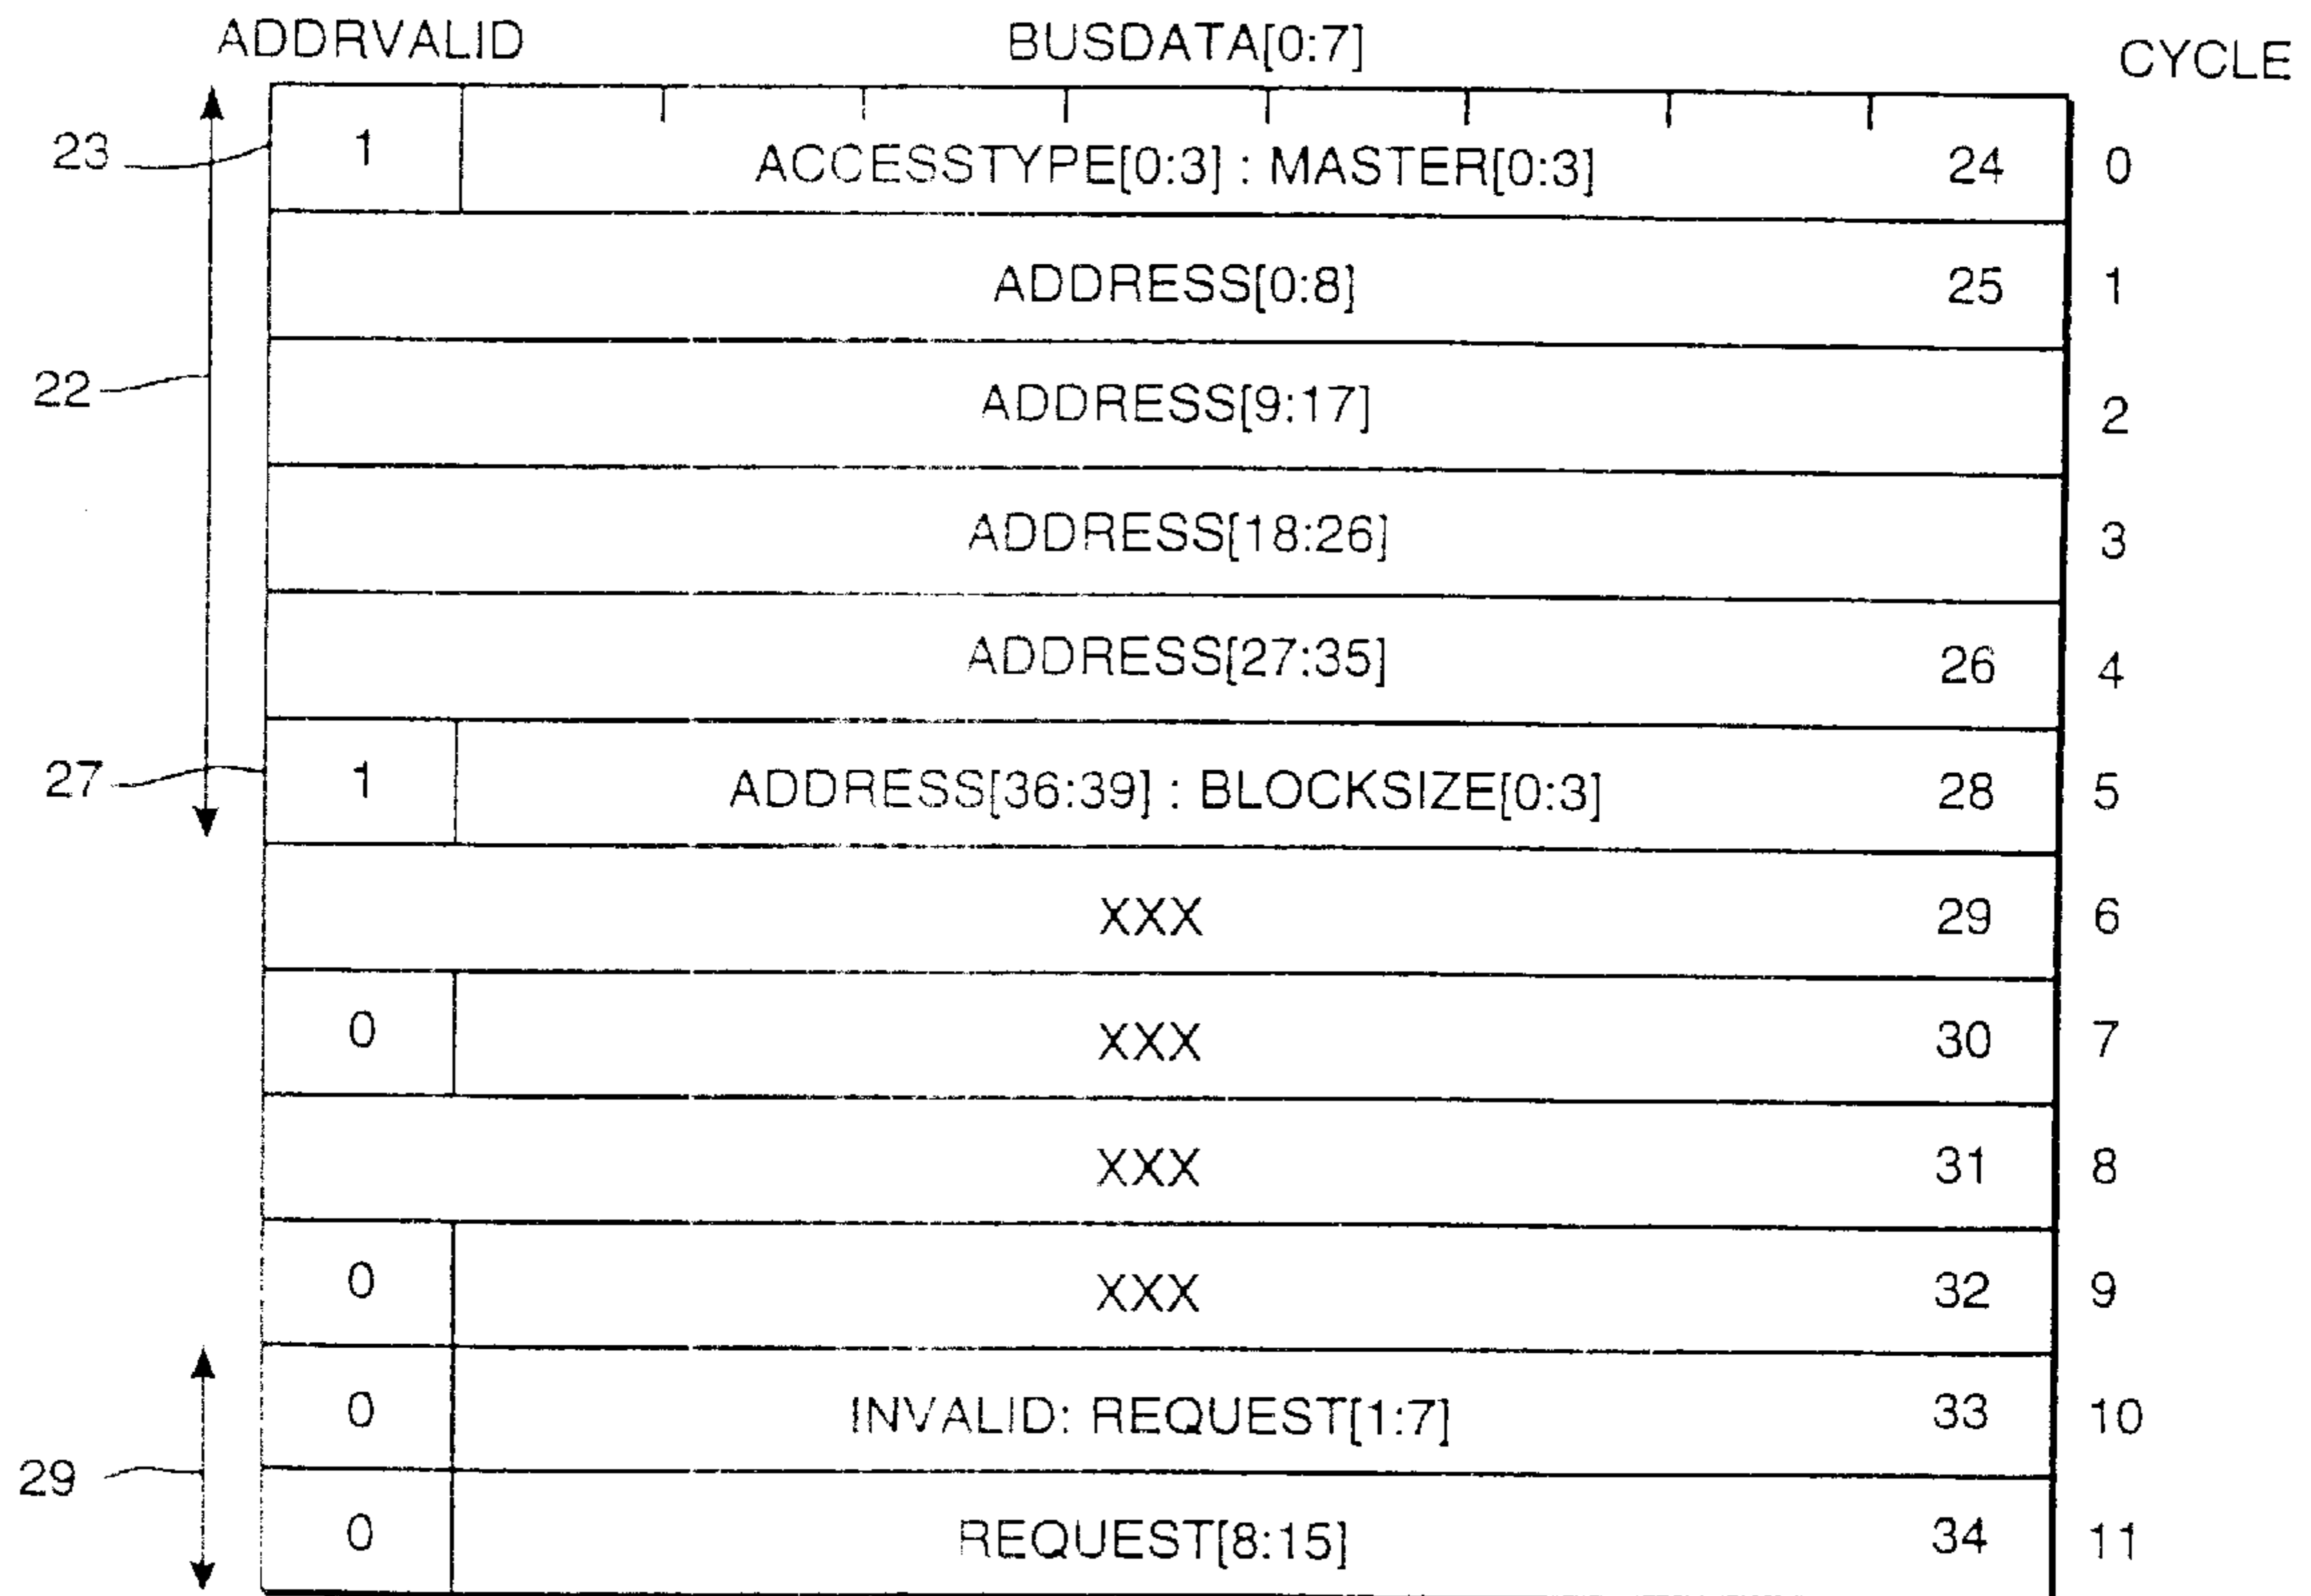 ADDRVALID BUSDATA[0:7] CYCLE
23 1 ACCESSTYPE[0:3] : MASTER[0:3] 24 0
ADDRESS[0:8] 25 1
22 ADDRESS[9:17] 2
ADDRESS[18:26] 3
ADDRESS[27:35] 26 4
27 1 ADDRESS[36:39] : BLOCKSIZE[0:3] 28 5
XXX 29 6
0 XXX 30 7
XXX 31 8
0 XXX 32 9
0 INVALID: REQUEST[1:7] 33 10
29 0 REQUEST[8:15] 34 11